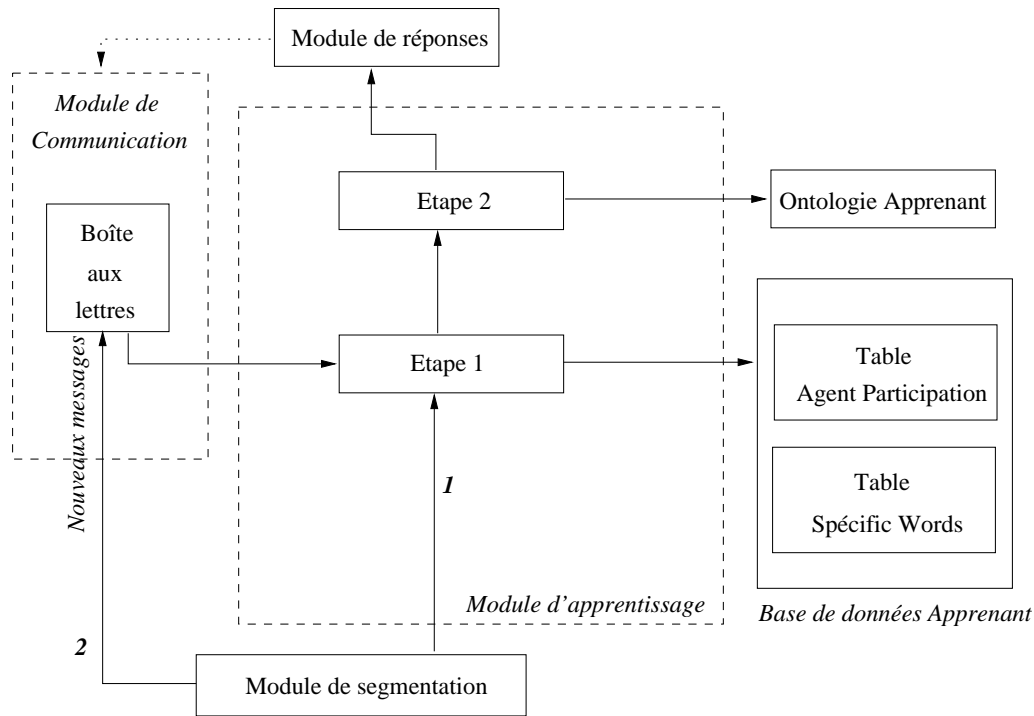 Module de réponses
Module de
Communication
Etape 2
Ontologie Apprenant
Boîte
aux
lettres
Etape 1
Table
Agent Participation
Nouveaux messages
1
Table
Spécific Words
Module d'apprentissage
Base de données Apprenant
2
Module de segmentation